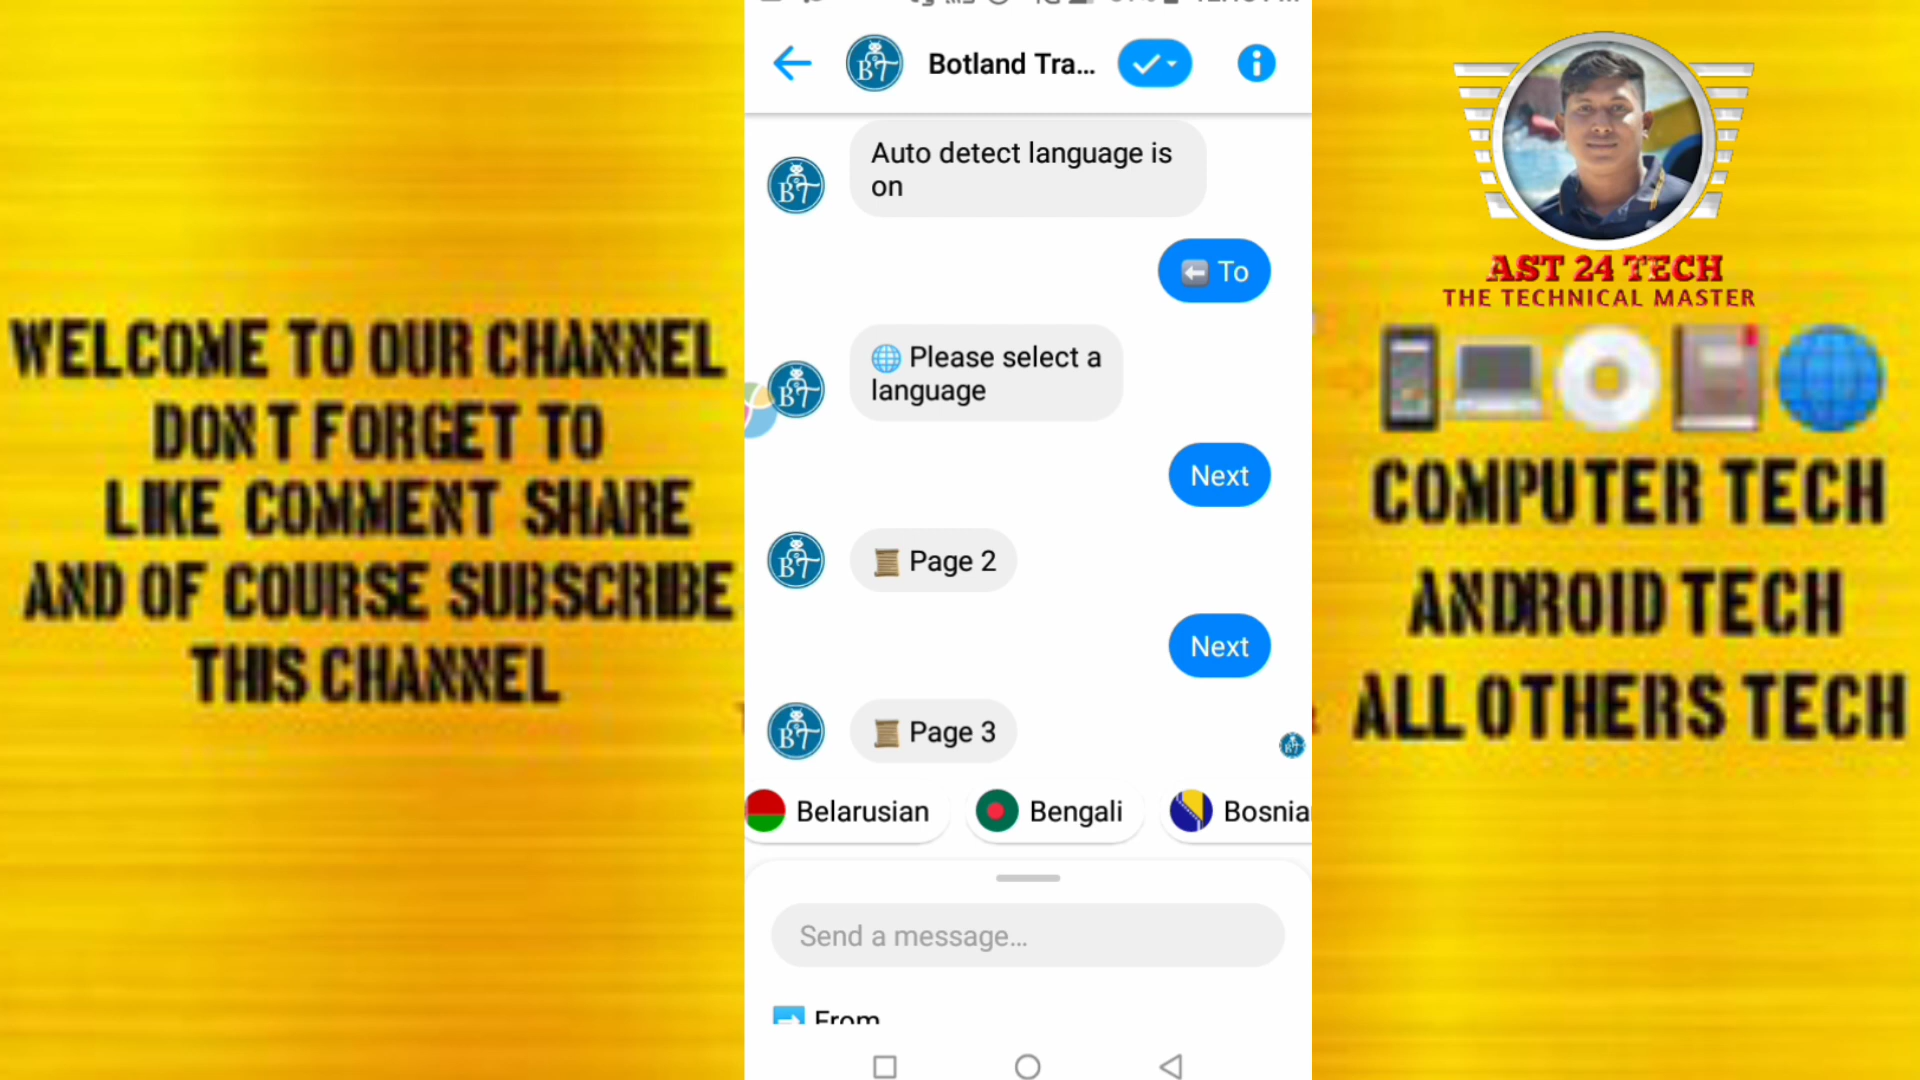 WELCOME TO OUR CHANNEL
DON T FORGET TO
LIKE COMMENT SHARE
AND OF COURSE SUBSCRIBE
THIS CHANNEL
Botland Tra...
Auto detect language is
on
To
Please select a
language
Next
Page 2
Next
Page 3
Belarusian
Bengali
Bosnia
Send a message...
From
AST 24 TECH
THE TECHNICAL MASTER
COMPUTER TECH
ANDROID TECH
ALL OTHERS TECH